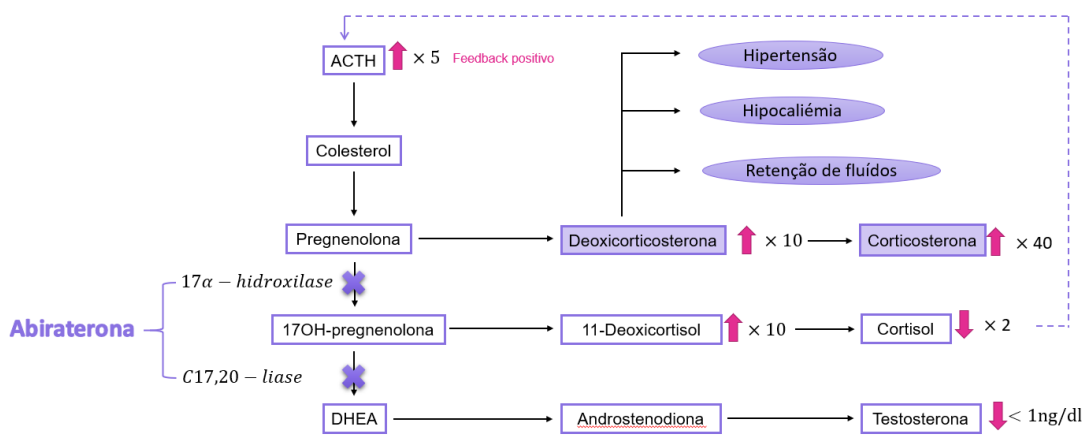 ACTH
× 5
Feedback positivo
Hipertensão
Colesterol
Hipocaliémia
Retenção de fluídos
Pregnenolona
Deoxicorticosterona
× 10
Corticosterona
× 40
17α − hidroxilase
Abiraterona
17OH-pregnenolona
11-Deoxicortisol
× 10
Cortisol
× 2
C17,20 − liase
DHEA
Androstenodiona
Testosterona
< 1ng/dl